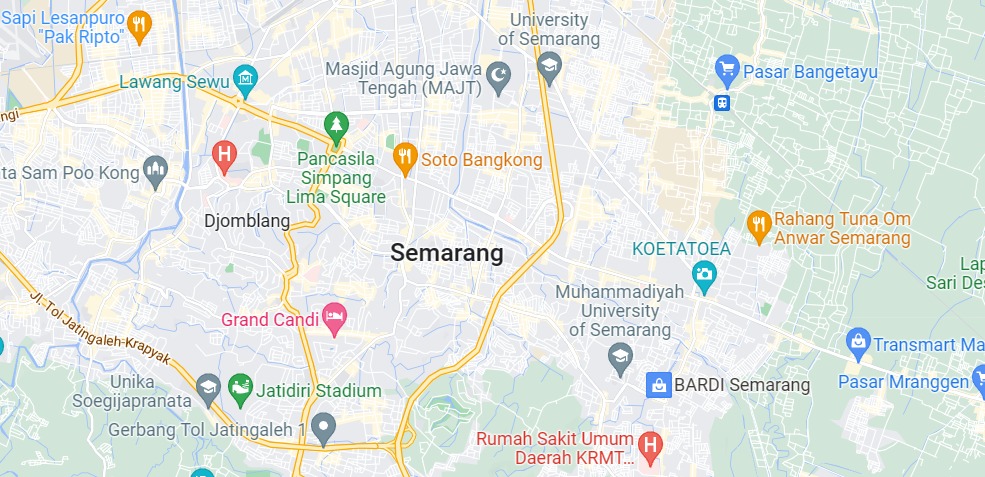 Sapi Lesanpuro
"Pak Ripto"
University
of Semarang
Masjid Agung Jawa
Tengah (MAJT)
Pasar Bangetayu
Lawang Sewu
ngi
Pancasila
Simpang
Lima Square
Soto Bangkong
H
ta Sam Poo Kong
Djomblang
Rahang Tuna Om
Anwar Semarang
Semarang
KOETATOEA
Lap
Sari Des
Muhammadiyah
University
of Semarang
Jl. Tol Jatingaleh-Krapyak
Grand Candi
Transmart Ma
Unika
Soegijapranata
Jatidiri Stadium
BARDI Semarang
Pasar Mranggen
Gerbang Tol Jatingaleh 1
Rumah Sakit Umum
Daerah KRMT...
H